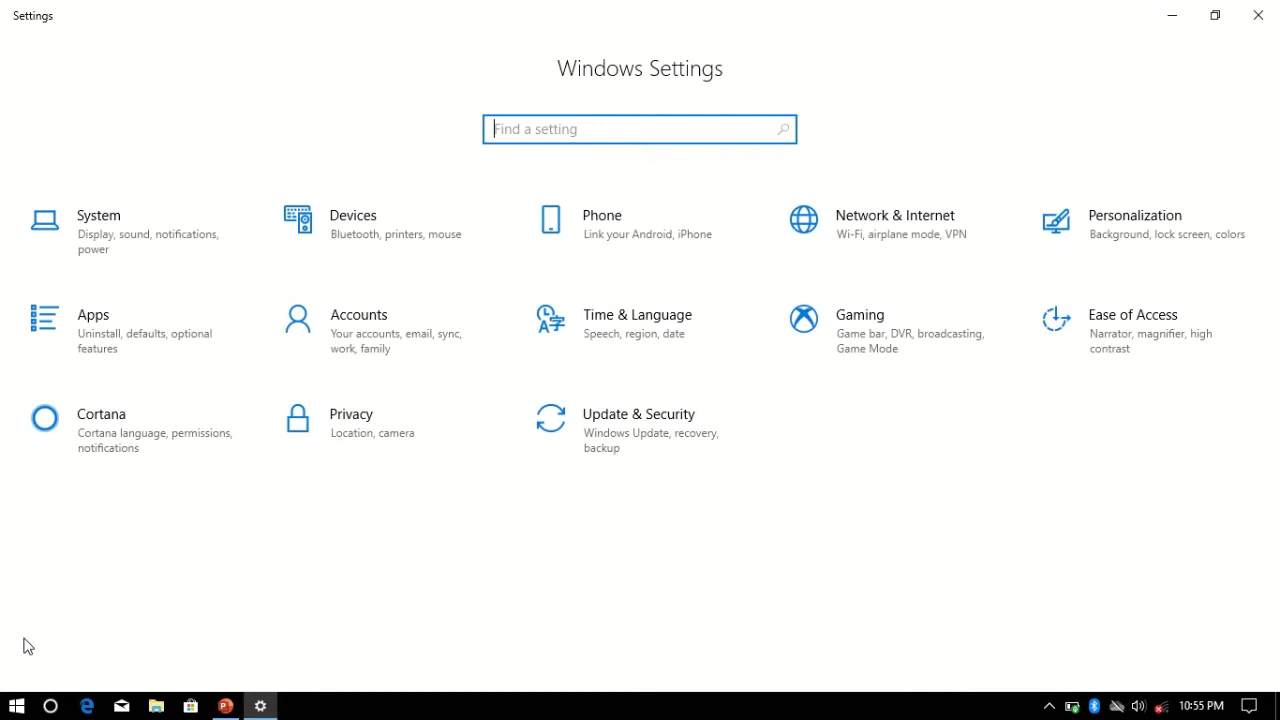 Settings
Windows Settings
Find a setting
System
Display, sound, notifications,
power
Devices
Bluetooth, printers, mouse
Phone
Link your Android, iPhone
Network & Internet
Wi-Fi, airplane mode, VPN
Personalization
Background, lock screen, colors
Apps
Uninstall, defaults, optional
features
Accounts
Your accounts, email, sync,
work, family
Time & Language
Speech, region, date
Gaming
Game bar, DVR, broadcasting,
Game Mode
Ease of Access
Narrator, magnifier, high
contrast
Cortana
Cortana language, permissions,
notifications
Privacy
Location, camera
Update & Security
Windows Update, recovery,
backup
10:55 PM